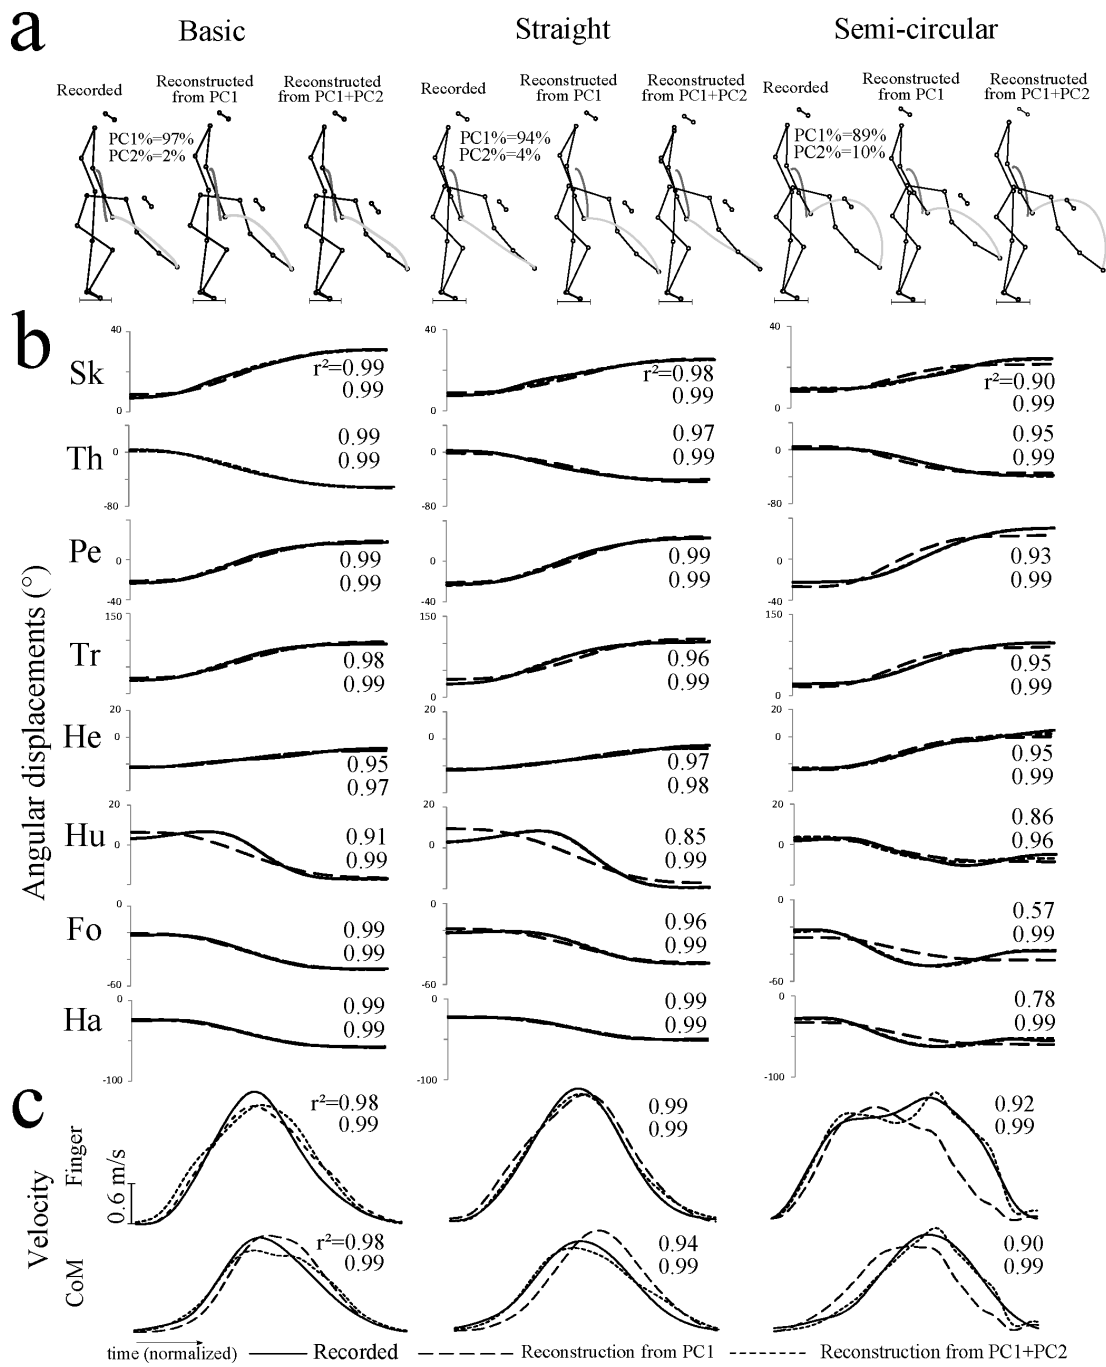 a
Basic
Straight
Semi-circular
Recorded
Reconstructed
from PC1
Reconstructed
from PC1+PC2
Recorded
Reconstructed
from PC1
Reconstructed
from PC1+PC2
Recorded
Reconstructed
from PC1
Reconstructed
from PC1+PC2
PC1%=97%
PC2%=2%
PC1%=94%
PC2%=4%
PC1%=89%
PC2%=10%
b
Angular displacements (°)
Sk
40
0
r²=0.99
0.99
40
0
r²=0.98
0.99
40
0
r²=0.90
0.99
Th
0
-80
0.99
0.99
0
-80
0.97
0.99
0
-80
0.95
0.99
Pe
0
-40
0.99
0.99
0
-40
0.99
0.99
0
-40
0.93
0.99
Tr
150
0
0.98
0.99
150
0
0.96
0.99
150
0
0.95
0.99
He
20
0
0.95
0.97
20
0
0.97
0.98
20
0
0.95
0.99
Hu
20
0
0.91
0.99
20
0
0.85
0.99
20
0
0.86
0.96
Fo
0
-60
0.99
0.99
0
-60
0.96
0.99
0
-60
0.57
0.99
Ha
0
-100
0.99
0.99
0
-100
0.99
0.99
0
-100
0.78
0.99
c
Velocity
Finger
0.6 m/s
r²=0.98
0.99
0.99
0.99
0.92
0.99
CoM
r²=0.98
0.99
0.94
0.99
0.90
0.99
time (normalized)
Recorded
Reconstruction from PC1
Reconstruction from PC1+PC2